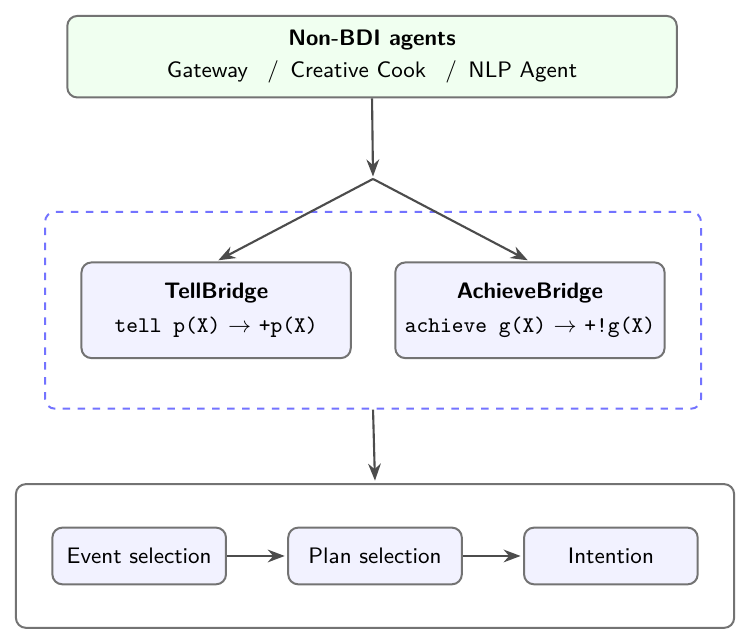 Non-BDI agents
Gateway / Creative Cook / NLP Agent
TellBridge
tell p(X) → +p(X)
AchieveBridge
achieve g(X) → +!g(X)
Event selection
Plan selection
Intention